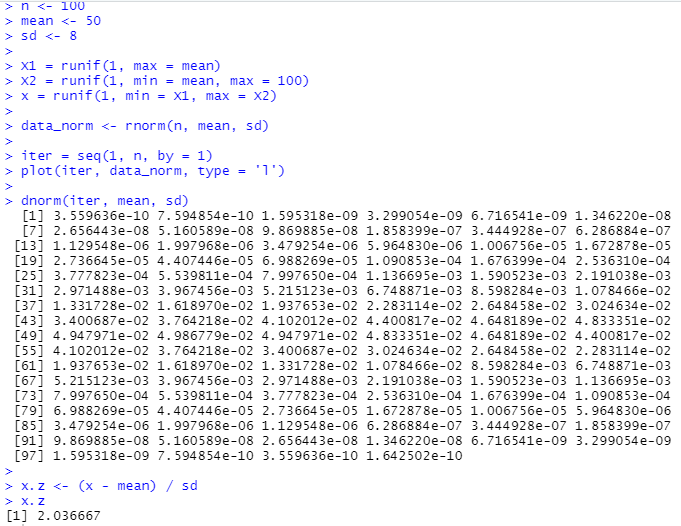 > n <- 100
> mean <- 50
> sd <- 8
>
> X1 = runif(1, max = mean)
> X2 = runif(1, min = mean, max = 100)
> x = runif(1, min = X1, max = X2)
>
> data_norm <- rnorm(n, mean, sd)
>
> iter = seq(1, n, by = 1)
> plot(iter, data_norm, type = 'l')
>
> dnorm(iter, mean, sd)
[1] 3.559636e-10 7.594854e-10 1.595318e-09 3.299054e-09 6.716541e-09 1.346220e-08
[7] 2.656443e-08 5.160589e-08 9.869885e-08 1.858399e-07 3.444928e-07 6.286884e-07
[13] 1.129548e-06 1.997968e-06 3.479254e-06 5.964830e-06 1.006756e-05 1.672878e-05
[19] 2.736645e-05 4.407446e-05 6.988269e-05 1.090853e-04 1.676399e-04 2.536310e-04
[25] 3.777823e-04 5.539811e-04 7.997650e-04 1.136695e-03 1.590523e-03 2.191038e-03
[31] 2.971488e-03 3.967456e-03 5.215123e-03 6.748871e-03 8.598284e-03 1.078466e-02
[37] 1.331728e-02 1.618970e-02 1.937653e-02 2.283114e-02 2.648458e-02 3.024634e-02
[43] 3.400687e-02 3.764218e-02 4.102012e-02 4.400817e-02 4.648189e-02 4.833351e-02
[49] 4.947971e-02 4.986779e-02 4.947971e-02 4.833351e-02 4.648189e-02 4.400817e-02
[55] 4.102012e-02 3.764218e-02 3.400687e-02 3.024634e-02 2.648458e-02 2.283114e-02
[61] 1.937653e-02 1.618970e-02 1.331728e-02 1.078466e-02 8.598284e-03 6.748871e-03
[67] 5.215123e-03 3.967456e-03 2.971488e-03 2.191038e-03 1.590523e-03 1.136695e-03
[73] 7.997650e-04 5.539811e-04 3.777823e-04 2.536310e-04 1.676399e-04 1.090853e-04
[79] 6.988269e-05 4.407446e-05 2.736645e-05 1.672878e-05 1.006756e-05 5.964830e-06
[85] 3.479254e-06 1.997968e-06 1.129548e-06 6.286884e-07 3.444928e-07 1.858399e-07
[91] 9.869885e-08 5.160589e-08 2.656443e-08 1.346220e-08 6.716541e-09 3.299054e-09
[97] 1.595318e-09 7.594854e-10 3.559636e-10 1.642502e-10
>
> x.z <- (x - mean) / sd
> x.z
[1] 2.036667